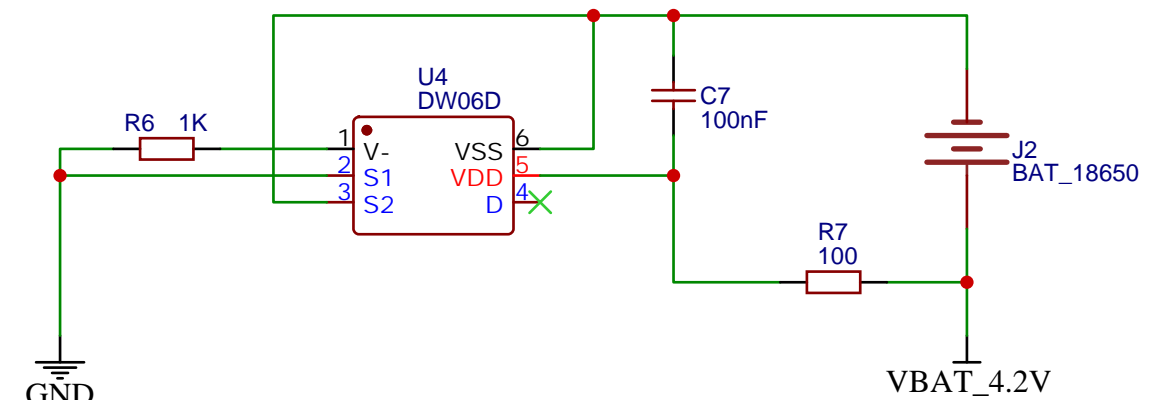 U4
DW06D
R6 1K
C7
100nF
1 V-
2 S1
3 S2
VSS 6
VDD 5
D 4
J2
BAT_18650
R7
100
GND
VBAT_4.2V